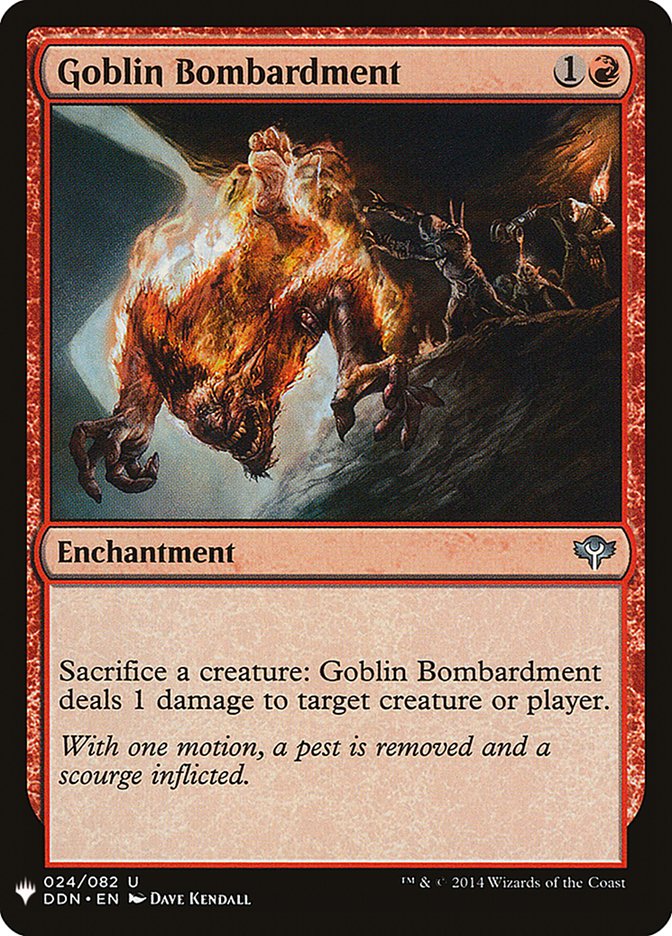 Goblin Bombardment 1
Enchantment
Sacrifice a creature: Goblin Bombardment
deals 1 damage to target creature or player.
With one motion, a pest is removed and a
scourge inflicted.
024/082 U
DDN • EN Dave Kendall
™ & © 2014 Wizards of the Coast